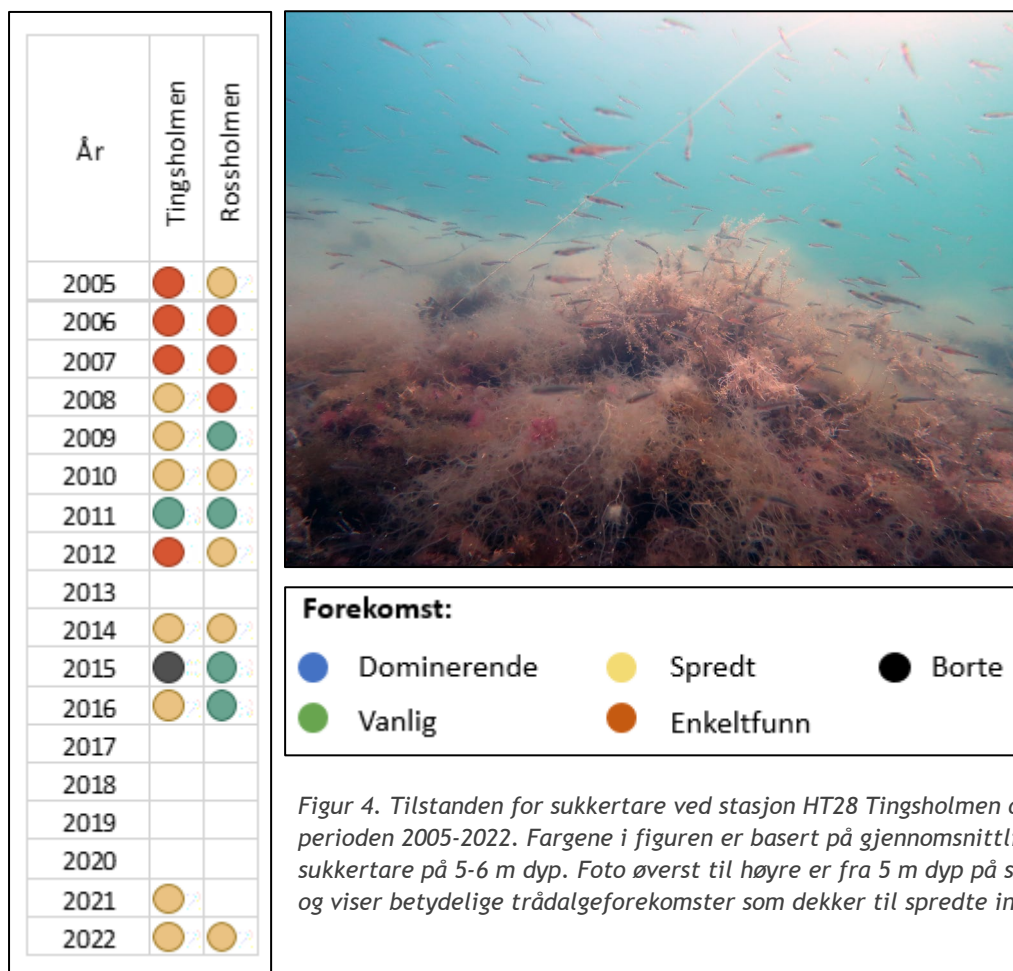 År
Tingsholmen
Rossholmen
2005
2006
2007
2008
2009
2010
2011
2012
2013
2014
2015
2016
2017
2018
2019
2020
2021
2022
Forekomst:
Dominerende
Spredt
Borte
Vanlig
Enkeltfunn
Figur 4. Tilstanden for sukkertare ved stasjon HT28 Tingsholmen
perioden 2005-2022. Fargene i figuren er basert på
sukkertare på 5-6 m dyp. Foto øverst til høyre er fra 5 m dyp på
og viser betydelige trådalgeforekomster som dekker til spredte